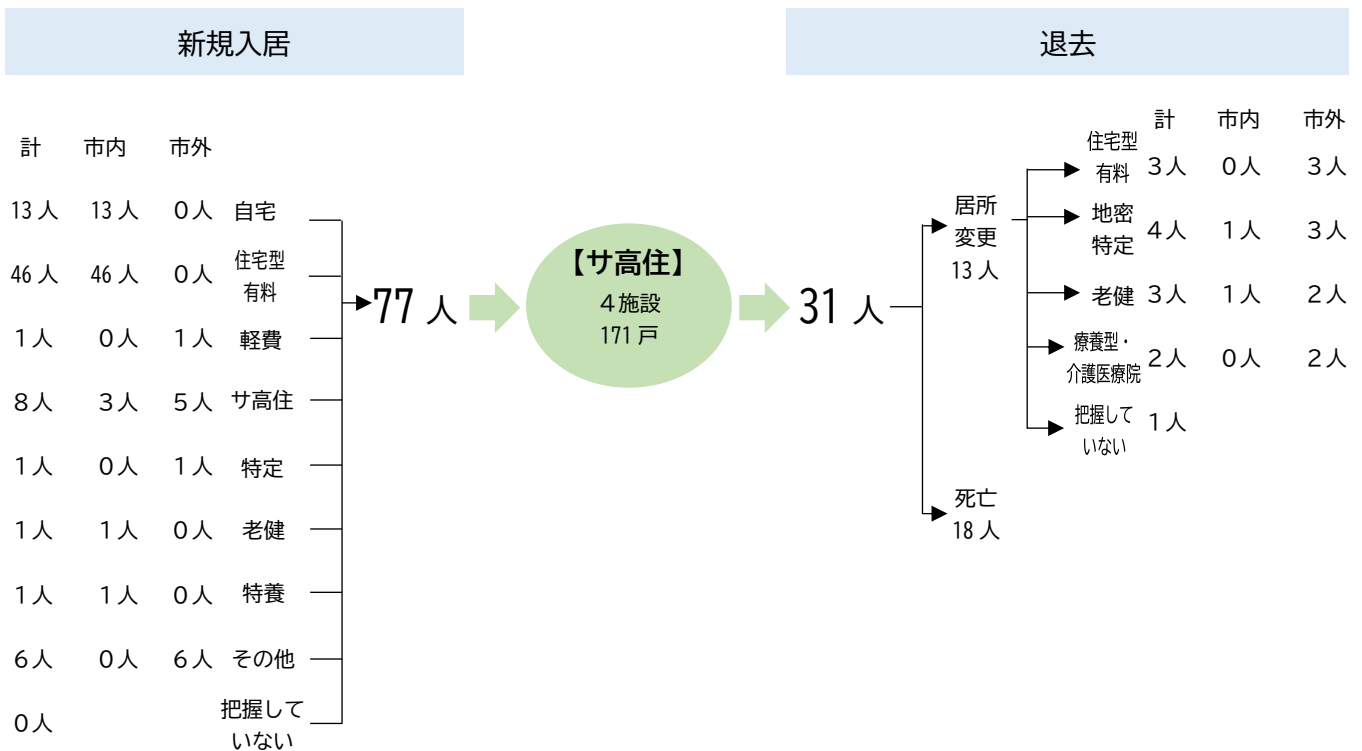 新規入居
計 市内 市外
13人 13人 0人 自宅
46人 46人 0人 住宅型
有料
1人 0人 1人 軽費
8人 3人 5人 サ高住
1人 0人 1人 特定
1人 1人 0人 老健
1人 1人 0人 特養
6人 0人 6人 その他
0人 把握して
いない
77人
【サ高住】
4施設
171戸
退去
31人
居所
変更
13人
死亡
18人
計 市内 市外
住宅型
有料 3人 0人 3人
地密
特定 4人 1人 3人
老健 3人 1人 2人
療養型・
介護医療院 2人 0人 2人
把握して
いない 1人